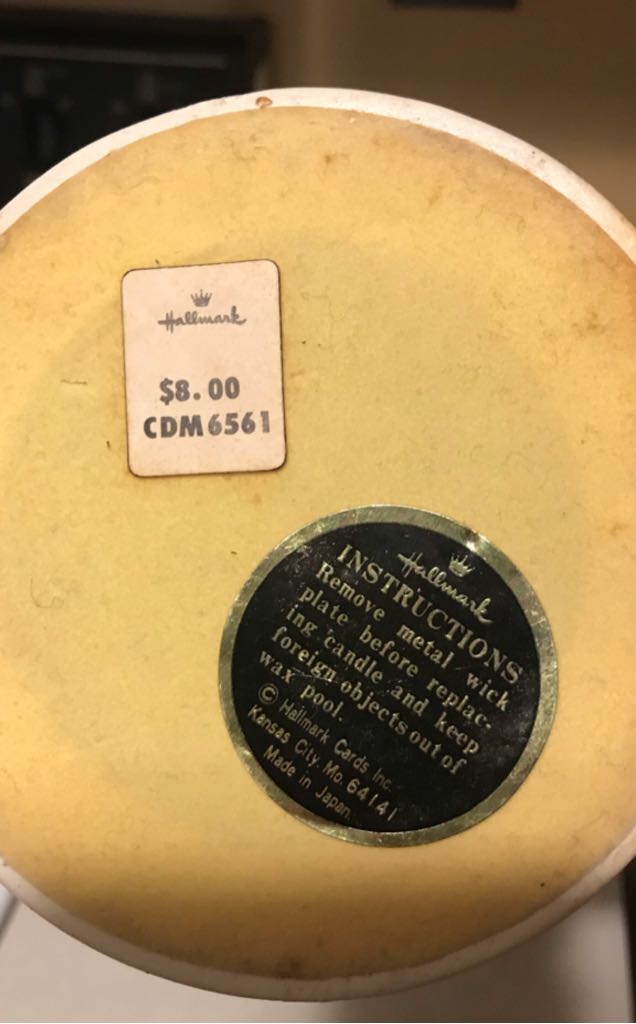 Hallmark
$8.00
CDM6561
Hallmark
INSTRUCTIONS
Remove metal wick
plate before replac-
ing candle and keep
foreign objects out of
wax pool.
© Hallmark Cards Inc.
Kansas City Mo. 64141
Made in Japan.